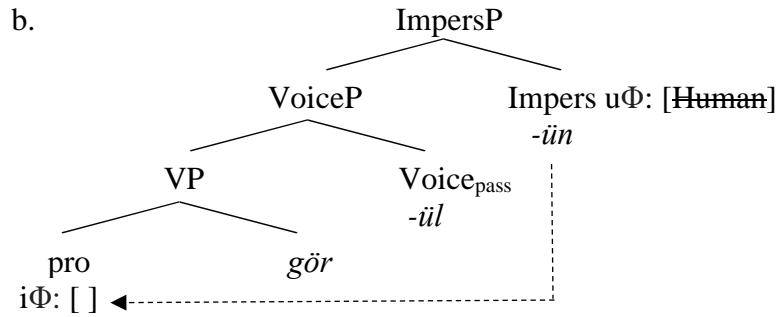 b. ImpersP
VoiceP Impers uΦ: [Human]
-ün
VP Voicepass
-ül
pro gör
iΦ: [ ]